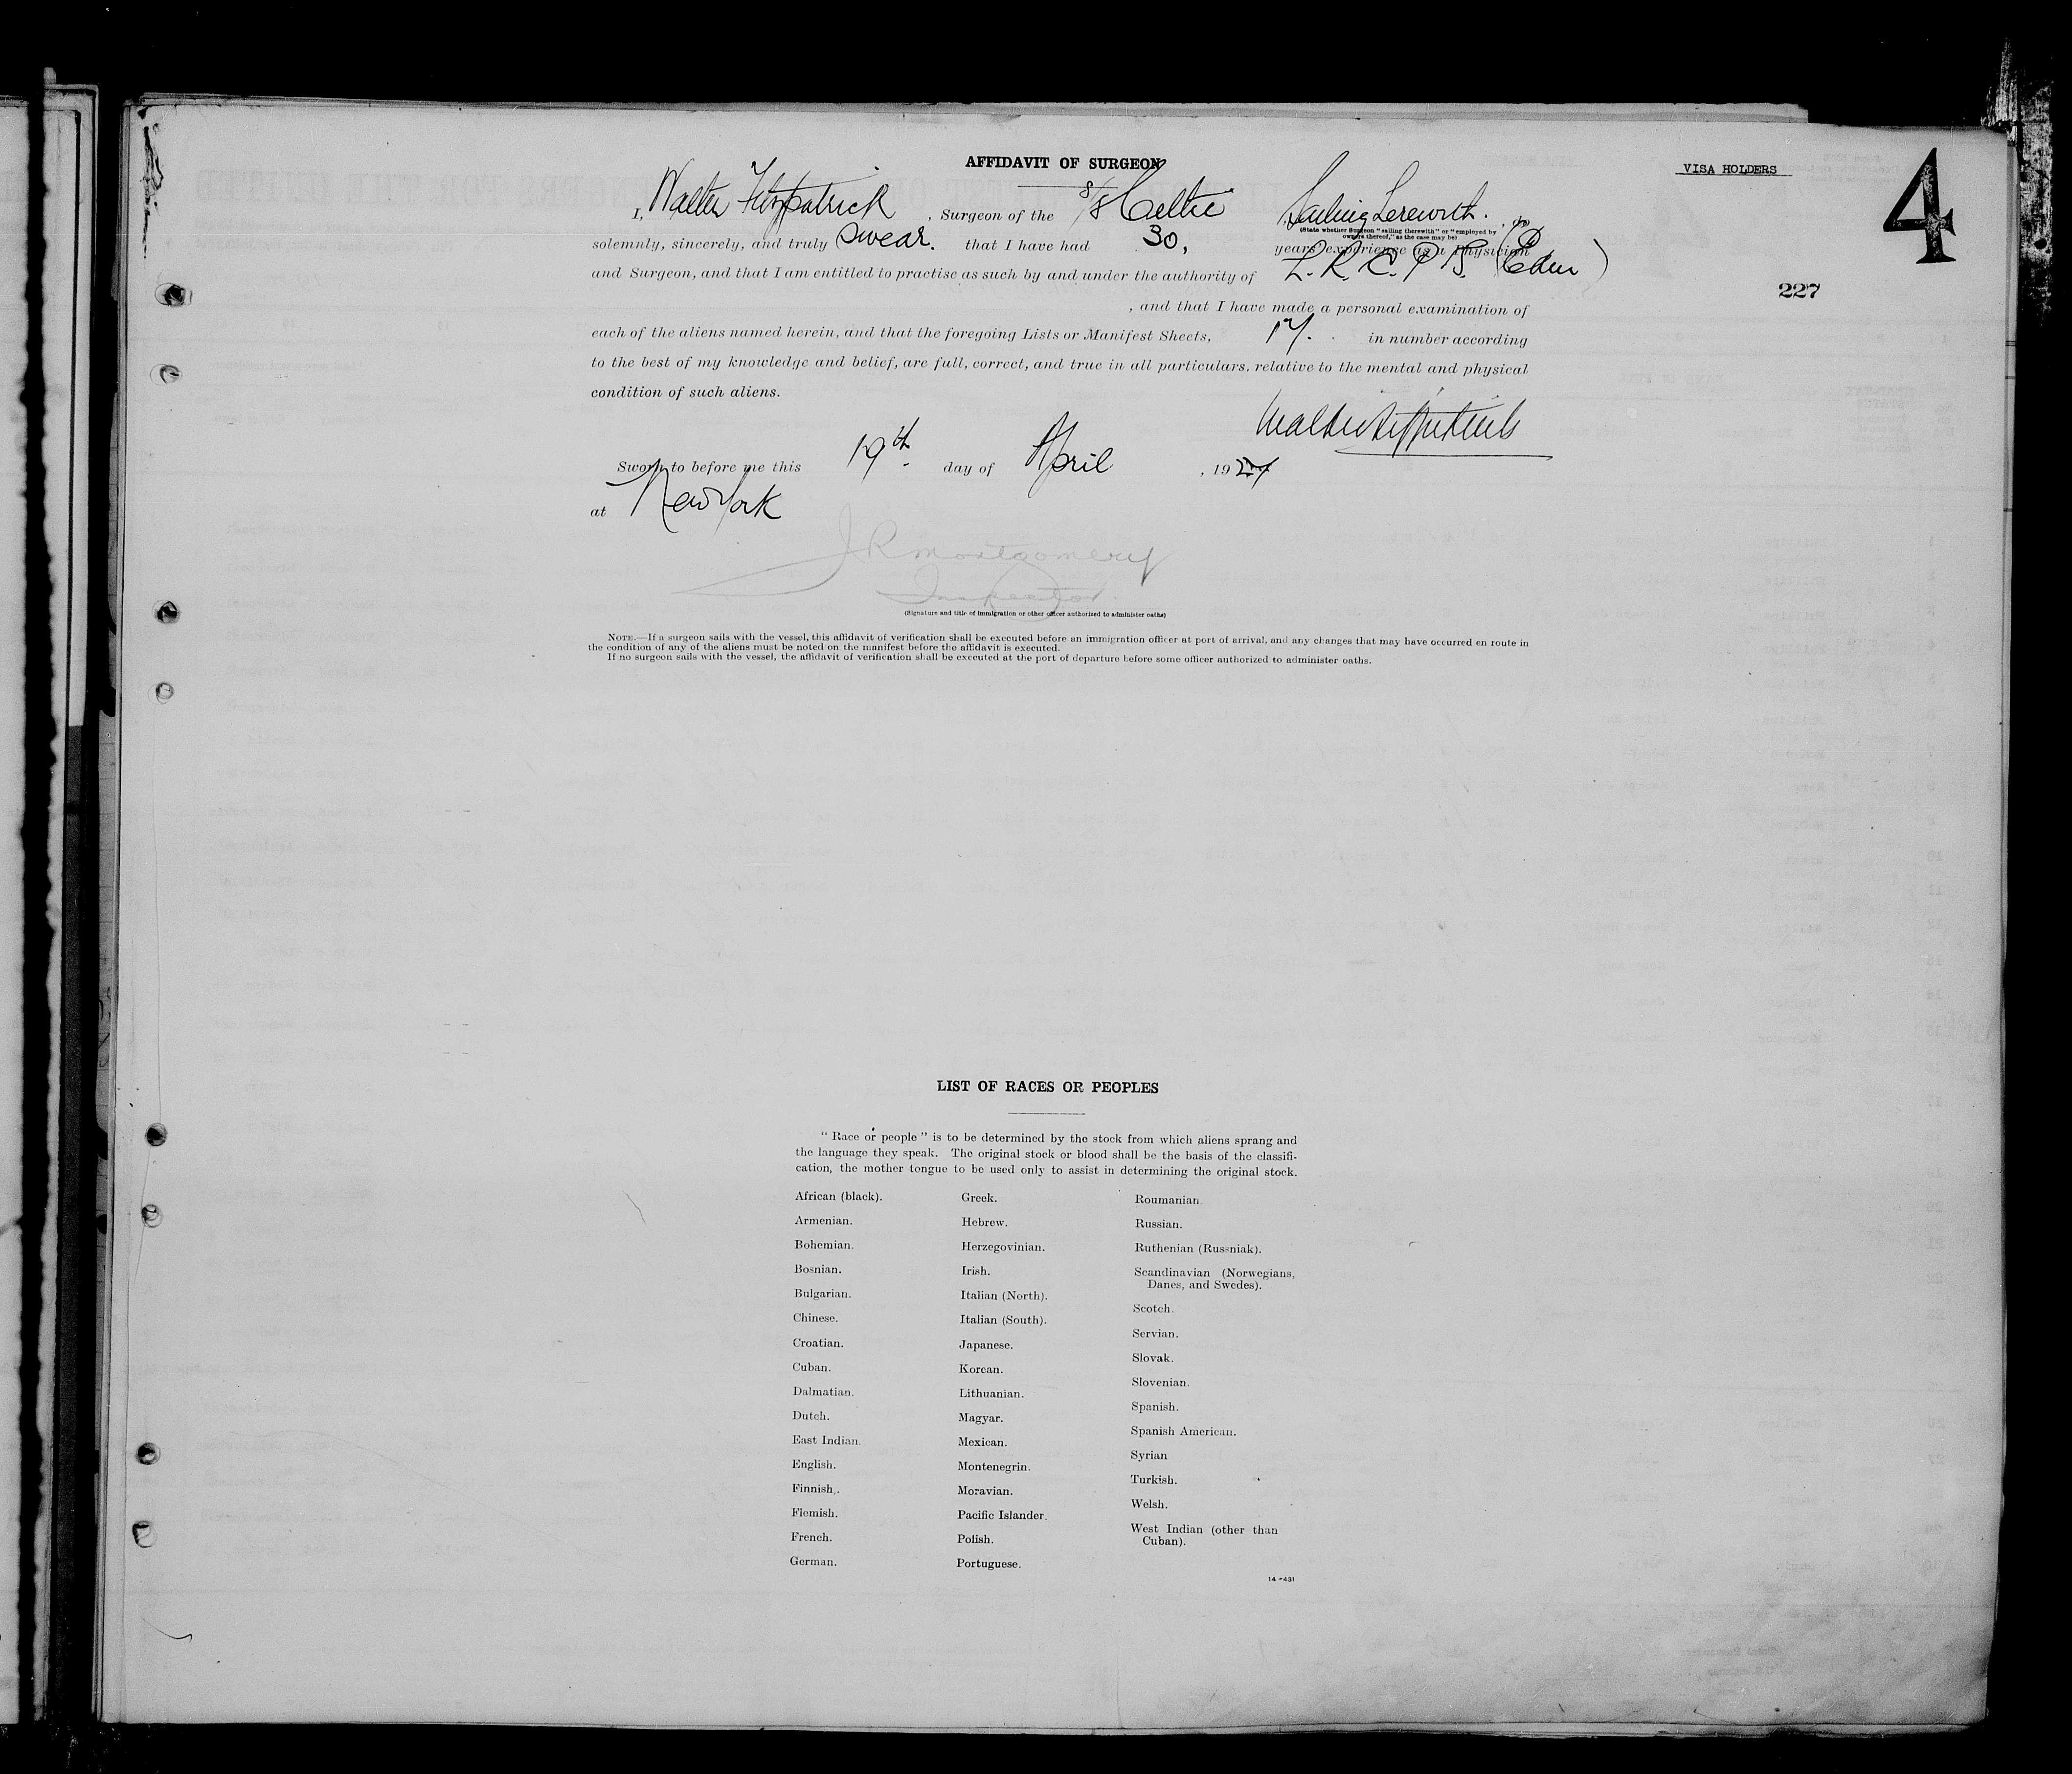 AFFIDAVIT OF SURGEON
VISA HOLDERS
4
227
I, Walter Fitzpatrick, Surgeon of the S/S Celtic Sailing Therewith., do
(State whether Surgeon "sailing therewith" or "employed by
owners thereof," as the case may be)
solemnly, sincerely, and truly swear. that I have had 30, years' experience as a Physician
and Surgeon, and that I am entitled to practise as such by and under the authority of L. R. C. P. S. (Edin)
, and that I have made a personal examination of
each of the aliens named herein, and that the foregoing Lists or Manifest Sheets, 17. in number according
to the best of my knowledge and belief, are full, correct, and true in all particulars, relative to the mental and physical
condition of such aliens.
Walter Fitzpatrick
Sworn to before me this 19th. day of April, 19
at New York
J R Montgomery
Inspector.
(Signature and title of immigration or other officer authorized to administer oaths)
NOTE.—If a surgeon sails with the vessel, this affidavit of verification shall be executed before an immigration officer at port of arrival, and any changes that may have occurred en route in
the condition of any of the aliens must be noted on the manifest before the affidavit is executed.
If no surgeon sails with the vessel, the affidavit of verification shall be executed at the port of departure before some officer authorized to administer oaths.
LIST OF RACES OR PEOPLES
" Race or people " is to be determined by the stock from which aliens sprang and
the language they speak. The original stock or blood shall be the basis of the classifi-
cation, the mother tongue to be used only to assist in determining the original stock.
African (black).
Armenian.
Bohemian.
Bosnian.
Bulgarian.
Chinese.
Croatian.
Cuban.
Dalmatian.
Dutch.
East Indian.
English.
Finnish.
Flemish.
French.
German.
Greek.
Hebrew.
Herzegovinian.
Irish.
Italian (North).
Italian (South).
Japanese.
Korean.
Lithuanian.
Magyar.
Mexican.
Montenegrin.
Moravian.
Pacific Islander.
Polish.
Portuguese.
Roumanian.
Russian.
Ruthenian (Russniak).
Scandinavian (Norwegians,
Danes, and Swedes).
Scotch.
Servian.
Slovak.
Slovenian.
Spanish.
Spanish American.
Syrian
Turkish.
Welsh.
West Indian (other than
Cuban).
14-431